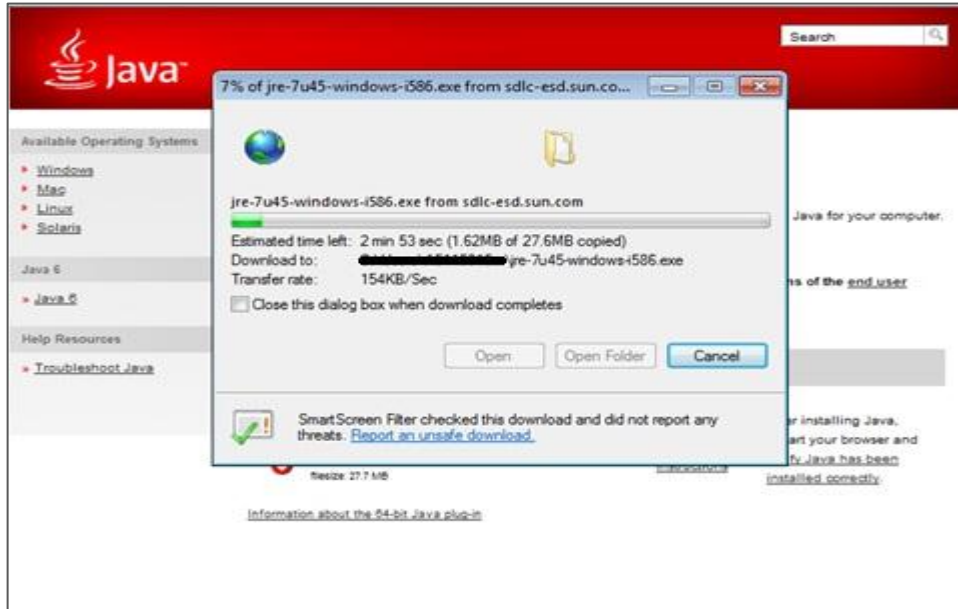 Java
Search
7% of jre-7u45-windows-i586.exe from sdlc-esd.sun.co...
Available Operating Systems
Windows
Mac
Linux
Solaris
Java 6
Java 6
Help Resources
Troubleshoot Java
jre-7u45-windows-i586.exe from sdlc-esd.sun.com
Estimated time left: 2 min 53 sec (1.62MB of 27.6MB copied)
Download to: \jre-7u45-windows-i586.exe
Transfer rate: 154KB/Sec
Close this dialog box when download completes
Open Open Folder Cancel
SmartScreen Filter checked this download and did not report any
threats. Report an unsafe download.
Java for your computer.
of the end user
installing Java,
your browser and
Java has been
installed correctly.
filesize: 27.7 MB
Information about the 64-bit Java plug-in